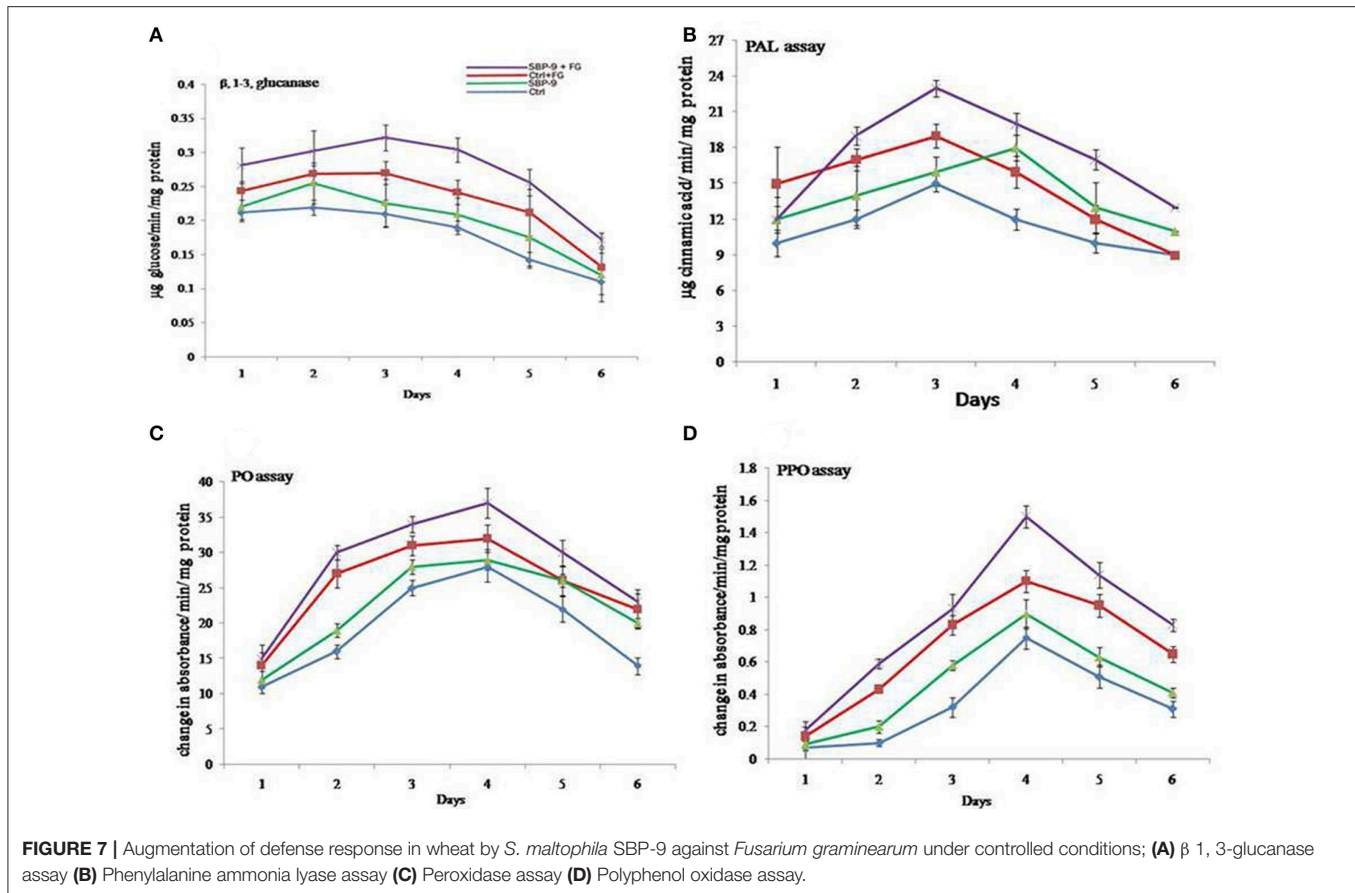 A
β, 1-3, glucanase
SBP-9 + FG
Ctrl+FG
SBP-9
Ctrl
0.4
0.35
0.3
0.25
0.2
0.15
0.1
0.05
0
µg glucose/min/mg protein
1 2 3 4 5 6
Days
B
PAL assay
27
24
21
18
15
12
9
6
3
0
µg cinnamic acid/ min/ mg protein
1 2 3 4 5 6
Days
C
PO assay
40
35
30
25
20
15
10
5
0
change in absorbance/ min/ mg protein
1 2 3 4 5 6
Days
D
PPO assay
1.8
1.6
1.4
1.2
1
0.8
0.6
0.4
0.2
0
change in absorbance/min/mg protein
1 2 3 4 5 6
Days
FIGURE 7 | Augmentation of defense response in wheat by S. maltophila SBP-9 against Fusarium graminearum under controlled conditions; (A) β 1, 3-glucanase
assay (B) Phenylalanine ammonia lyase assay (C) Peroxidase assay (D) Polyphenol oxidase assay.